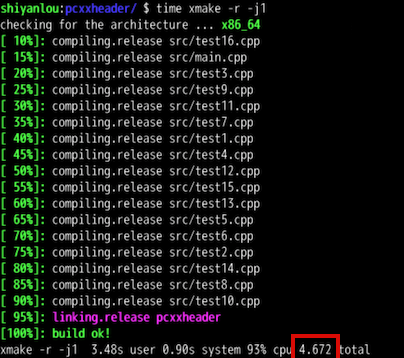 shiyanlou:pcxxheader/ $ time xmake -r -j1
checking for the architecture ... x86_64
[ 10%]: compiling.release src/test16.cpp
[ 15%]: compiling.release src/main.cpp
[ 20%]: compiling.release src/test3.cpp
[ 25%]: compiling.release src/test9.cpp
[ 30%]: compiling.release src/test11.cpp
[ 35%]: compiling.release src/test7.cpp
[ 40%]: compiling.release src/test1.cpp
[ 45%]: compiling.release src/test4.cpp
[ 50%]: compiling.release src/test12.cpp
[ 55%]: compiling.release src/test15.cpp
[ 60%]: compiling.release src/test13.cpp
[ 65%]: compiling.release src/test5.cpp
[ 70%]: compiling.release src/test6.cpp
[ 75%]: compiling.release src/test2.cpp
[ 80%]: compiling.release src/test14.cpp
[ 85%]: compiling.release src/test8.cpp
[ 90%]: compiling.release src/test10.cpp
[ 95%]: linking.release pcxxheader
[100%]: build ok!
xmake -r -j1  3.48s user 0.90s system 93% cpu 4.672 total